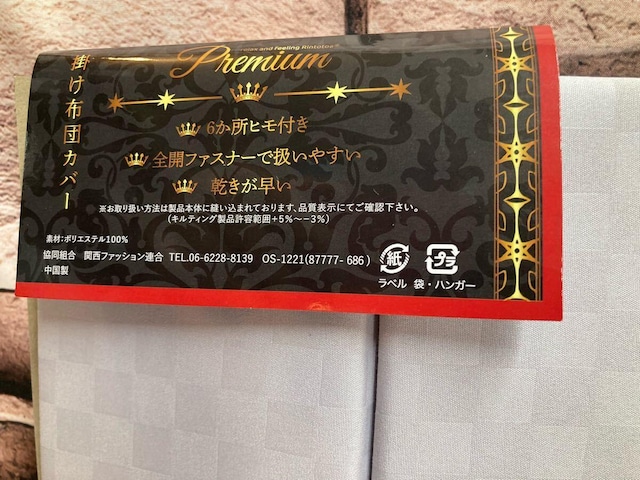 Relax and Feeling Rintotea
Premium
掛け布団カバー
6か所ヒモ付き
全開ファスナーで扱いやすい
乾きが早い
※お取り扱い方法は製品本体に縫い込まれております、品質表示にてご確認下さい。
(キルティング製品許容範囲+5%〜−3%)
素材:ポリエステル100%
協同組合 関西ファッション連合 TEL.06-6228-8139 OS-1221(87777-686)
中国製
紙
プラ
ラベル 袋・ハンガー